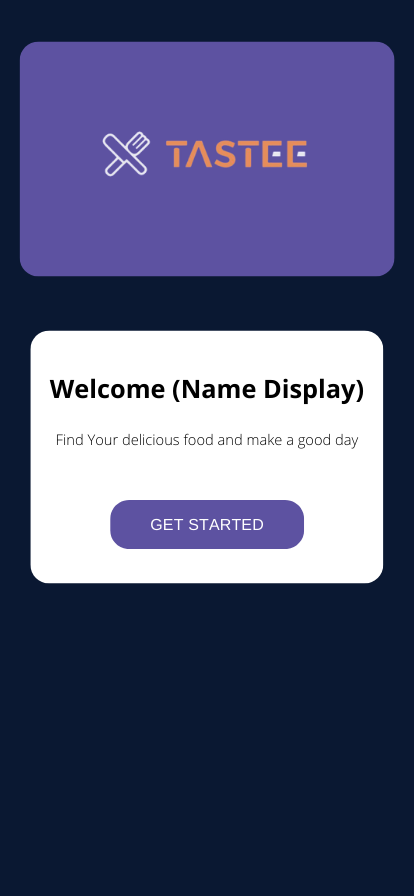 TASTEE
Welcome (Name Display)
Find Your delicious food and make a good day
GET STARTED